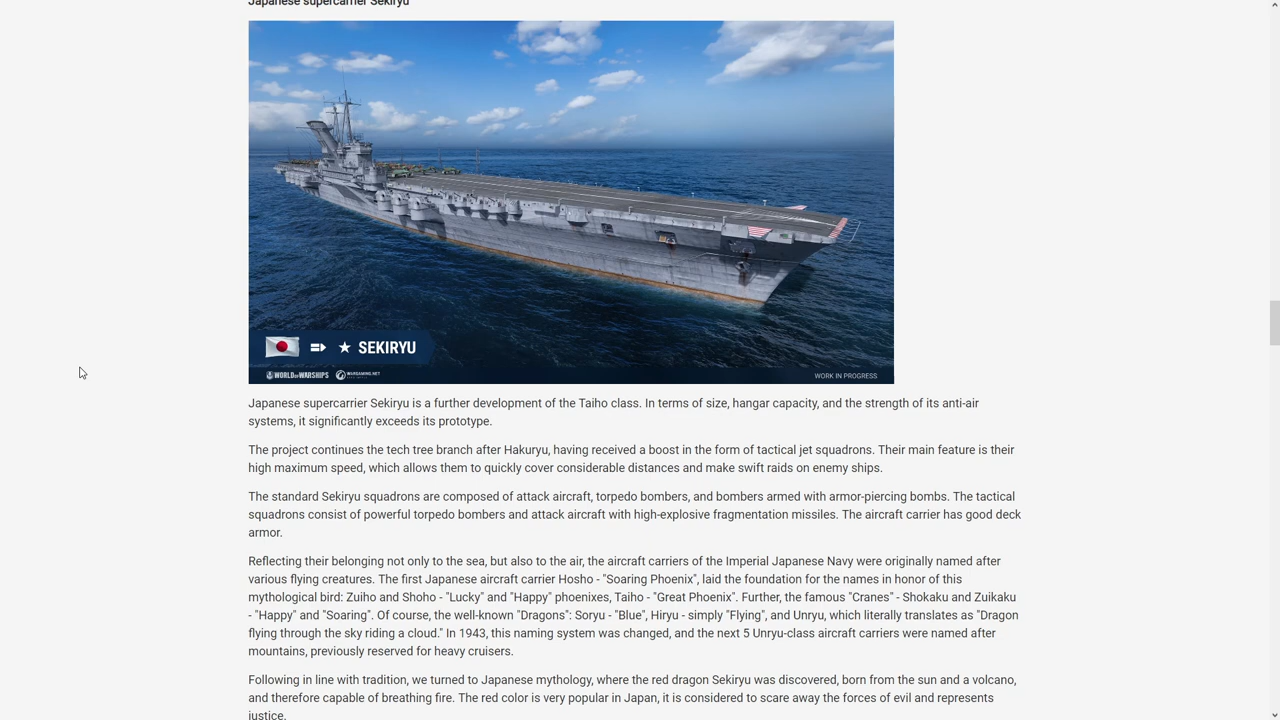 Japanese supercarrier Sekiryu
★ SEKIRYU
WORLD OF WARSHIPS WARGAMING.NET WORK IN PROGRESS
Japanese supercarrier Sekiryu is a further development of the Taiho class. In terms of size, hangar capacity, and the strength of its anti-air
systems, it significantly exceeds its prototype.
The project continues the tech tree branch after Hakuryu, having received a boost in the form of tactical jet squadrons. Their main feature is their
high maximum speed, which allows them to quickly cover considerable distances and make swift raids on enemy ships.
The standard Sekiryu squadrons are composed of attack aircraft, torpedo bombers, and bombers armed with armor-piercing bombs. The tactical
squadrons consist of powerful torpedo bombers and attack aircraft with high-explosive fragmentation missiles. The aircraft carrier has good deck
armor.
Reflecting their belonging not only to the sea, but also to the air, the aircraft carriers of the Imperial Japanese Navy were originally named after
various flying creatures. The first Japanese aircraft carrier Hosho - "Soaring Phoenix", laid the foundation for the names in honor of this
mythological bird: Zuiho and Shoho - "Lucky" and "Happy" phoenixes, Taiho - "Great Phoenix". Further, the famous "Cranes" - Shokaku and Zuikaku
- "Happy" and "Soaring". Of course, the well-known "Dragons": Soryu - "Blue", Hiryu - simply "Flying", and Unryu, which literally translates as "Dragon
flying through the sky riding a cloud." In 1943, this naming system was changed, and the next 5 Unryu-class aircraft carriers were named after
mountains, previously reserved for heavy cruisers.
Following in line with tradition, we turned to Japanese mythology, where the red dragon Sekiryu was discovered, born from the sun and a volcano,
and therefore capable of breathing fire. The red color is very popular in Japan, it is considered to scare away the forces of evil and represents
justice.